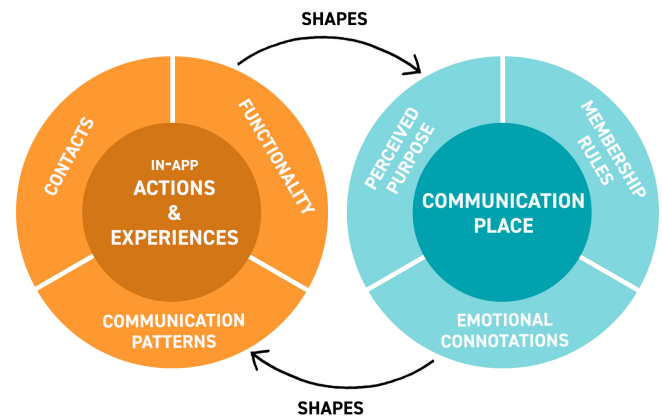 SHAPES
CONTACTS
FUNCTIONALITY
IN-APP
ACTIONS
&
EXPERIENCES
COMMUNICATION
PATTERNS
PERCEIVED
PURPOSE
MEMBERSHIP
RULES
COMMUNICATION
PLACE
EMOTIONAL
CONNOTATIONS
SHAPES